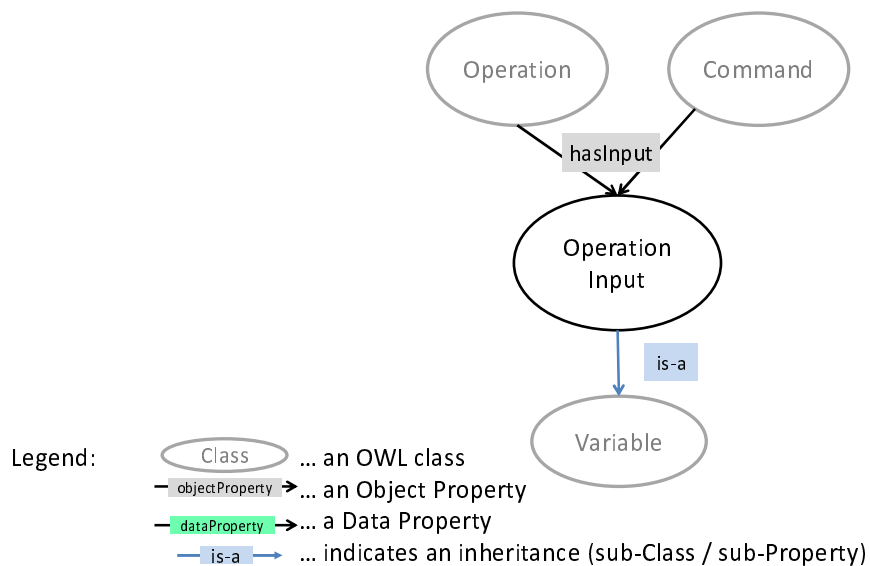 Operation
Command
hasInput
Operation
Input
is-a
Variable
Legend:
Class
... an OWL class
objectProperty
... an Object Property
dataProperty
... a Data Property
is-a
... indicates an inheritance (sub-Class / sub-Property)